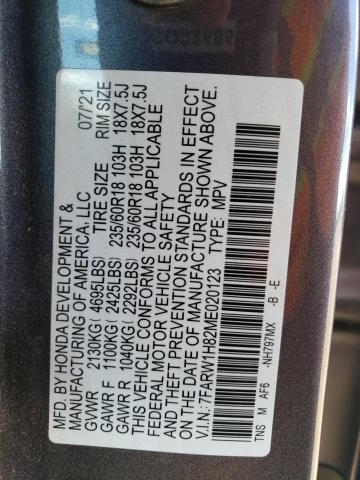 MFD. BY HONDA DEVELOPMENT &
MANUFACTURING OF AMERICA, LLC 07/21
GVWR 2130KG( 4695LBS) TIRE SIZE RIM SIZE
GAWR F 1100KG( 2425LBS) 235/60R18 103H 18X7.5J
GAWR R 1040KG( 2292LBS) 235/60R18 103H 18X7.5J
THIS VEHICLE CONFORMS TO ALL APPLICABLE
FEDERAL MOTOR VEHICLE SAFETY
AND THEFT PREVENTION STANDARDS IN EFFECT
ON THE DATE OF MANUFACTURE SHOWN ABOVE.
V.I.N.: 7FARW1H82ME020123 TYPE: MPV
TNS M AF6 -NH797MX -B -E